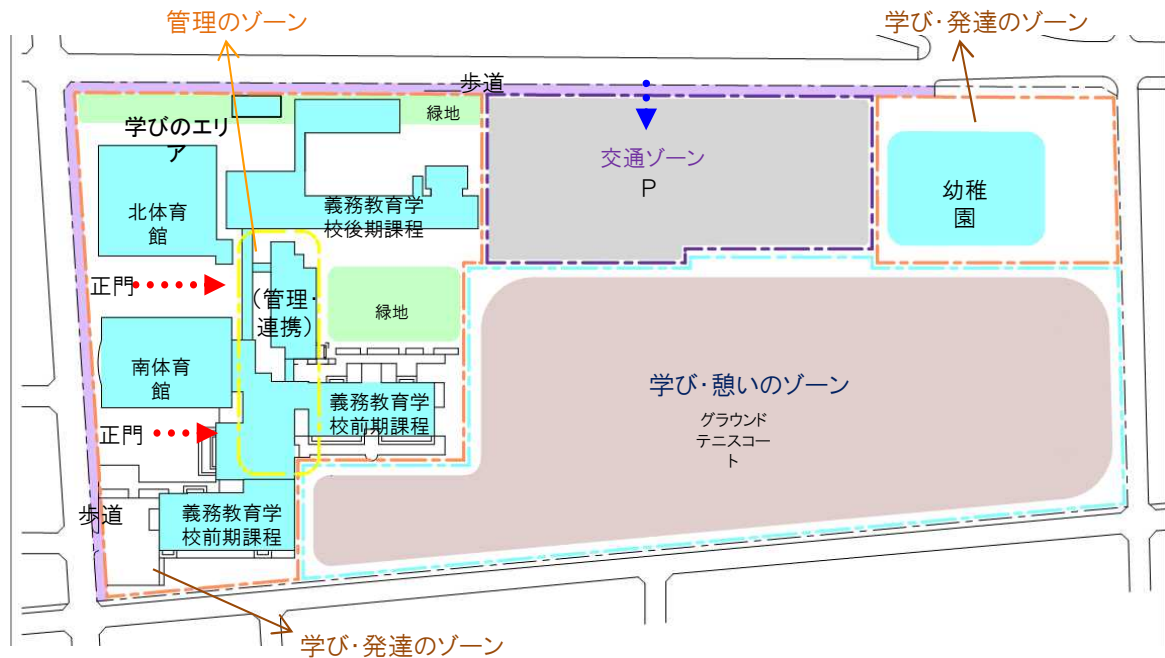 管理のゾーン
学び・発達のゾーン
歩道
緑地
学びのエリ
ア
交通ゾーン
P
幼稚
園
北体育
館
義務教育学
校後期課程
正門
(管理・
連携)
緑地
南体育
館
義務教育学
校前期課程
学び・憩いのゾーン
グラウンド
テニスコー
ト
正門
歩道
義務教育学
校前期課程
学び・発達のゾーン